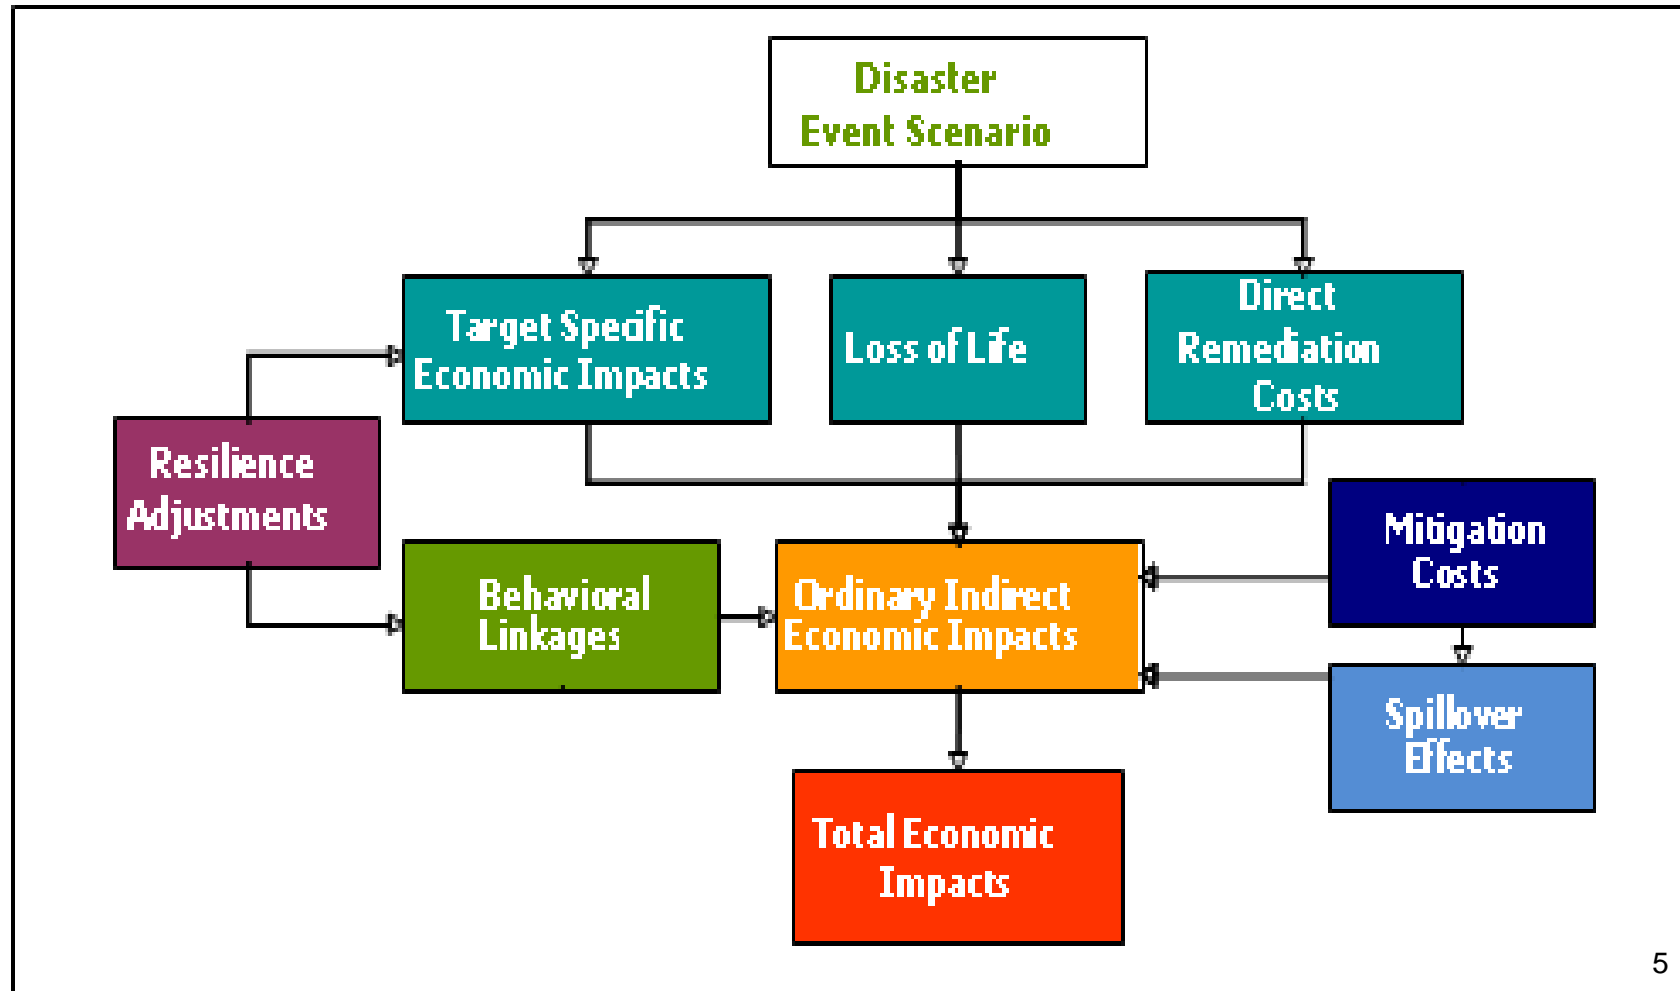 Disaster
Event Scenario
Target Specific
Economic Impacts
Loss of Life
Direct
Remediation
Costs
Resilience
Adjustments
Behavioral
Linkages
Ordinary Indirect
Economic Impacts
Mitigation
Costs
Spillover
Effects
Total Economic
Impacts
5